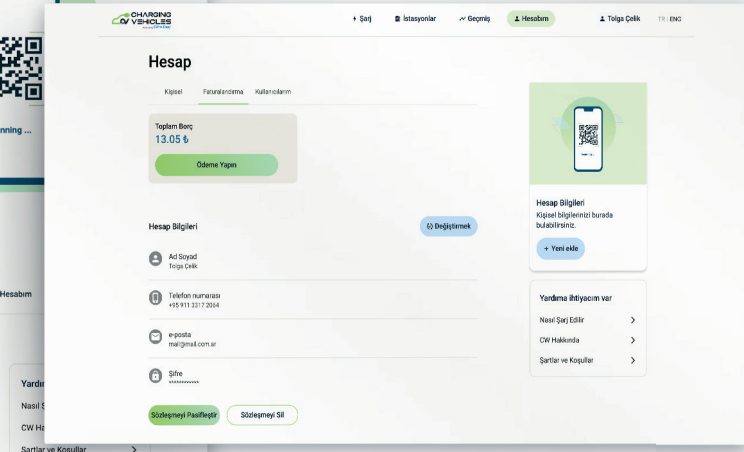 CHARGING
VEHICLES
Şarj
İstasyonlar
Geçmiş
Hesabım
Tolga Çelik
TR | ENG
Hesap
Kişisel
Faturalandırma
Kullanıcılarım
Toplam Borç
13.05 ₺
Ödeme Yapın
Hesap Bilgileri
Değiştirmek
Ad Soyad
Tolga Çelik
Telefon numarası
+95 911 3317 2064
e-posta
mail@mail.com.ar
Şifre
************
Sözleşmeyi Pasifleştir
Sözleşmeyi Sil
Hesap Bilgileri
Kişisel bilgilerinizi burada
bulabilirsiniz.
+ Yeni ekle
Yardıma ihtiyacım var
Nasıl Şarj Edilir
CW Hakkında
Şartlar ve Koşullar
nning ...
Hesabım
Yardı
Nasıl Ş
CW Ha
Şartlar ve Koşullar